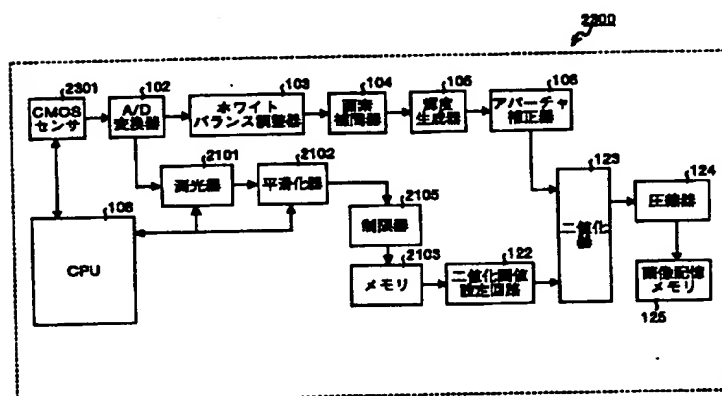 2300
2301
CMOS
センサ
102
A/D
変換器
103
ホワイト
バランス調整器
104
画素
補間器
105
輝度
生成器
106
アパーチャ
補正器
2101
測光器
2102
平滑化器
2105
制限器
2103
メモリ
122
二値化閾値
設定回路
123
二値化
器
124
圧縮器
画像記憶
メモリ
125
108
CPU